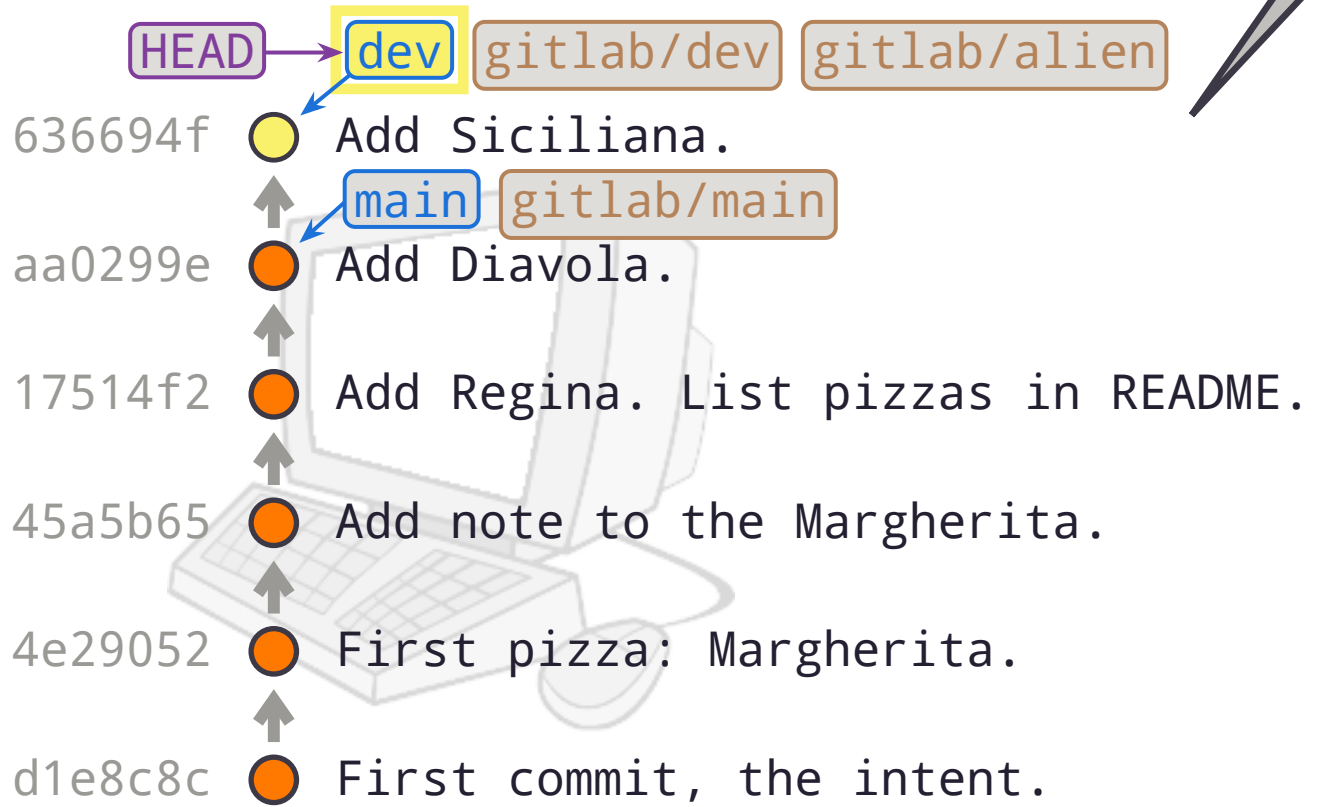 HEAD dev gitlab/dev gitlab/alien
636694f Add Siciliana.
main gitlab/main
aa0299e Add Diavola.
17514f2 Add Regina. List pizzas in README.
45a5b65 Add note to the Margherita.
4e29052 First pizza: Margherita.
d1e8c8c First commit, the intent.